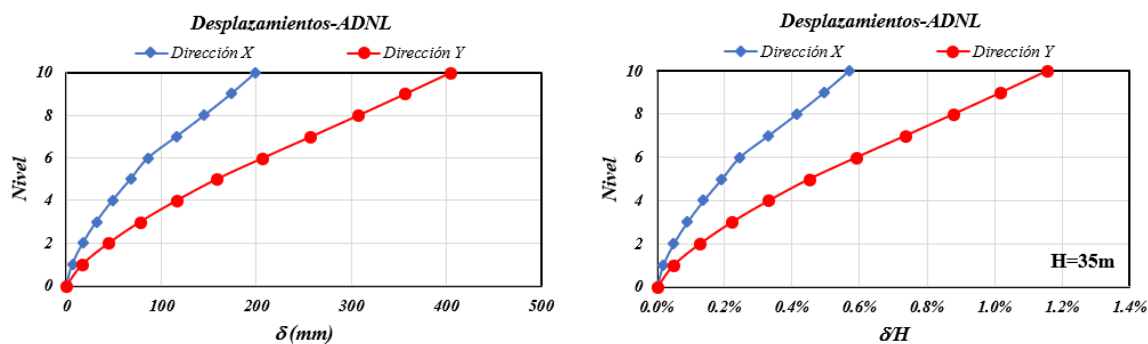 Desplazamientos-ADNL
Dirección X
Dirección Y
10
8
6
4
2
0
Nivel
0
100
200
300
400
500
δ (mm)
Desplazamientos-ADNL
Dirección X
Dirección Y
10
8
6
4
2
0
Nivel
H=35m
0.0%
0.2%
0.4%
0.6%
0.8%
1.0%
1.2%
1.4%
δ/H